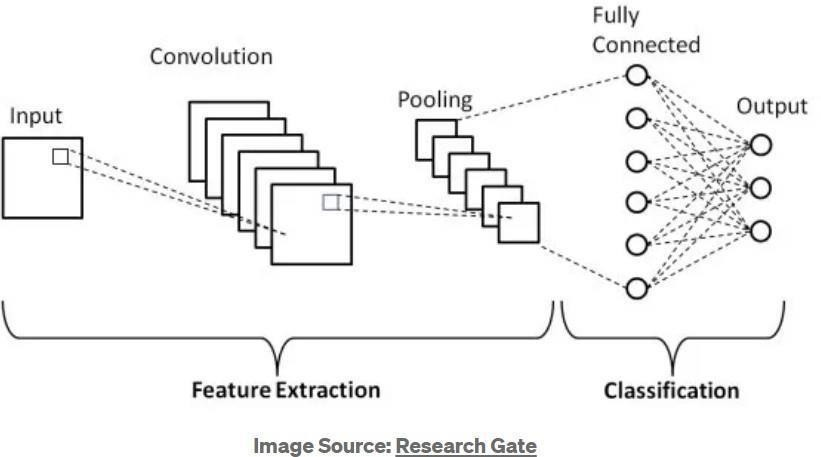 Input
Convolution
Pooling
Fully
Connected
Output
Feature Extraction
Classification
Image Source: Research Gate